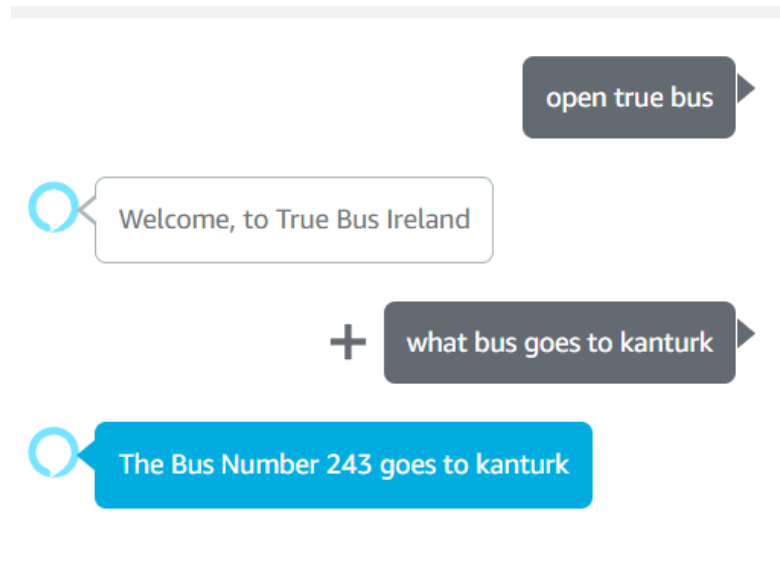 open true bus
Welcome, to True Bus Ireland
what bus goes to kanturk
The Bus Number 243 goes to kanturk